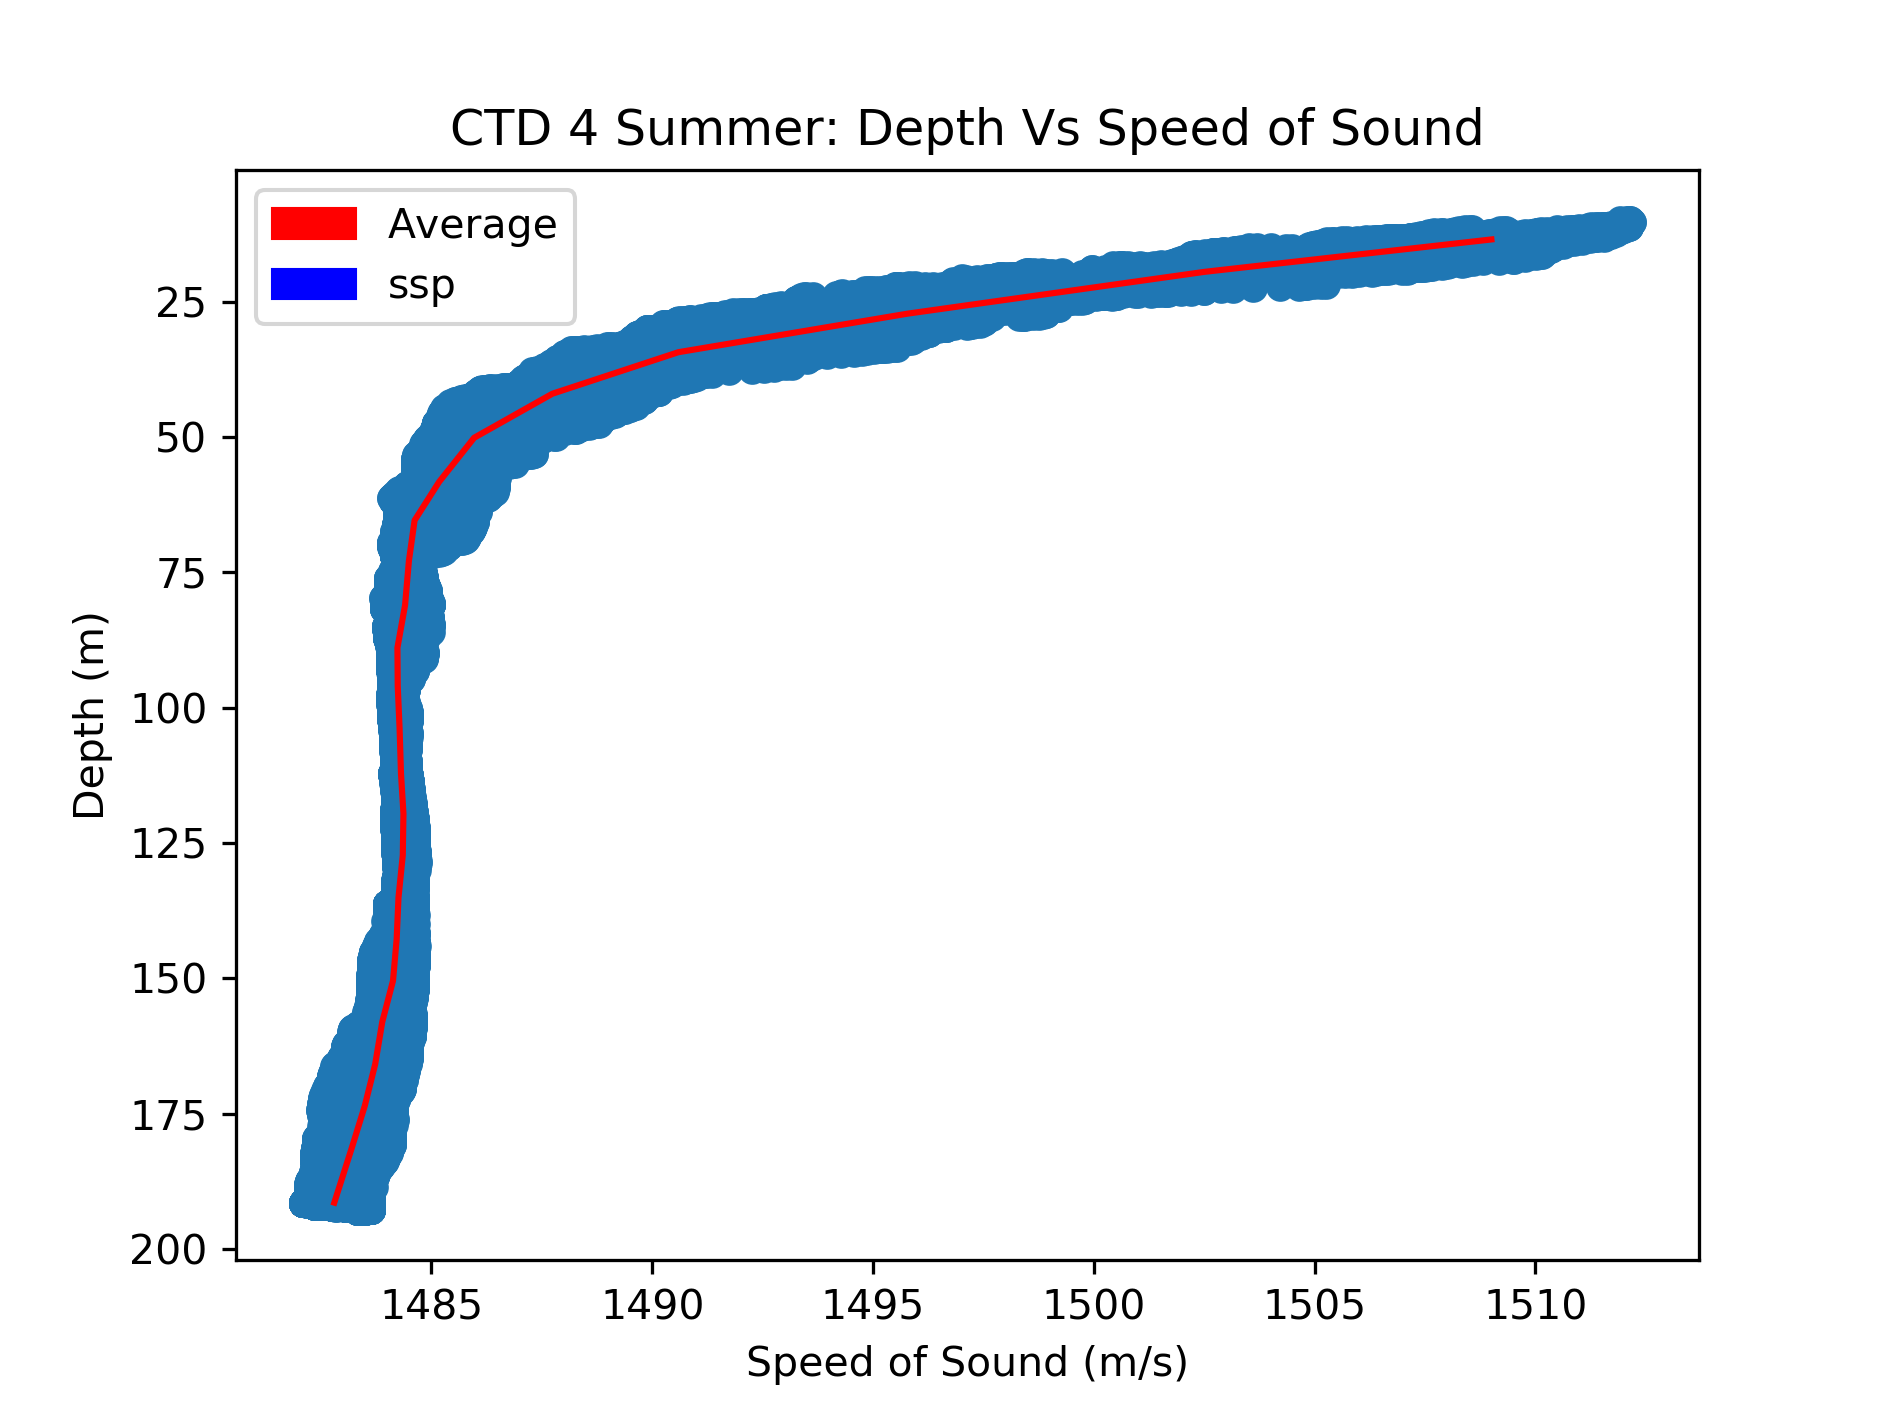 CTD 4 Summer: Depth Vs Speed of Sound
Average
ssp
25
50
75
100
125
150
175
200
Depth (m)
1485 1490 1495 1500 1505 1510
Speed of Sound (m/s)